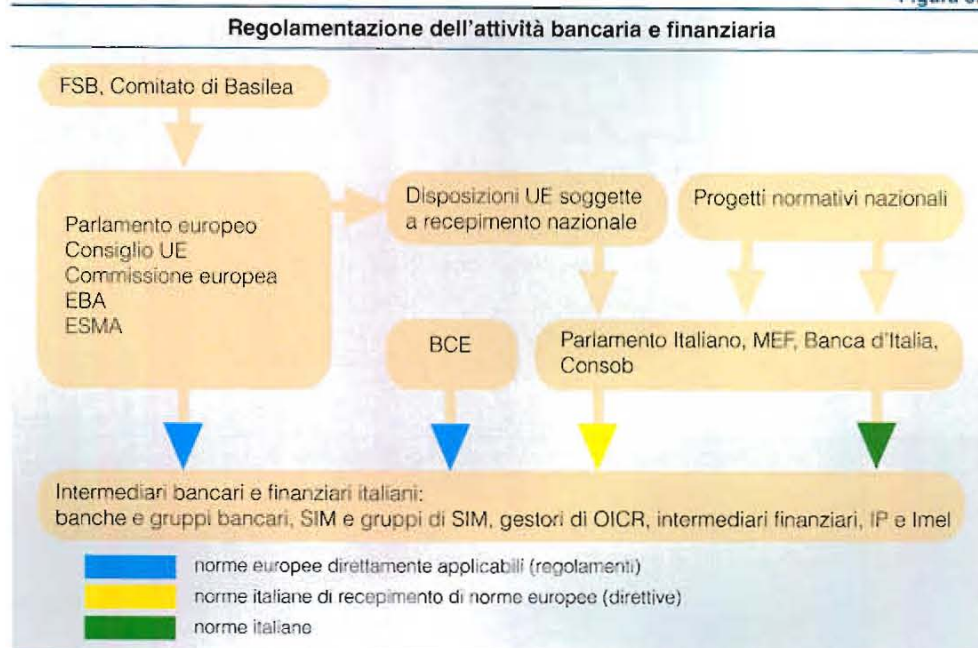 Figura
Regolamentazione dell'attività bancaria e finanziaria
FSB, Comitato di Basilea
Parlamento europeo
Consiglio UE
Commissione europea
EBA
ESMA
Disposizioni UE soggette
a recepimento nazionale
Progetti normativi nazionali
BCE
Parlamento Italiano, MEF, Banca d'Italia,
Consob
Intermediari bancari e finanziari italiani:
banche e gruppi bancari, SIM e gruppi di SIM, gestori di OICR, intermediari finanziari, IP e Imel
norme europee direttamente applicabili (regolamenti)
norme italiane di recepimento di norme europee (direttive)
norme italiane